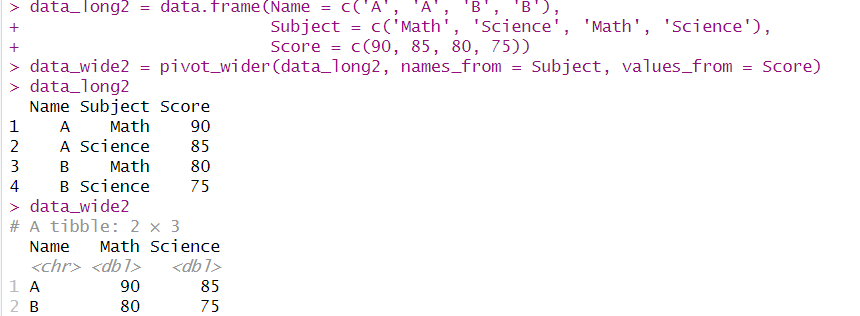 > data_long2 = data.frame(Name = c('A', 'A', 'B', 'B'),
+                         Subject = c('Math', 'Science', 'Math', 'Science'),
+                         Score = c(90, 85, 80, 75))
> data_wide2 = pivot_wider(data_long2, names_from = Subject, values_from = Score)
> data_long2
  Name Subject Score
1    A    Math    90
2    A Science    85
3    B    Math    80
4    B Science    75
> data_wide2
# A tibble: 2 × 3
  Name   Math Science
  <chr> <dbl>   <dbl>
1 A        90      85
2 B        80      75